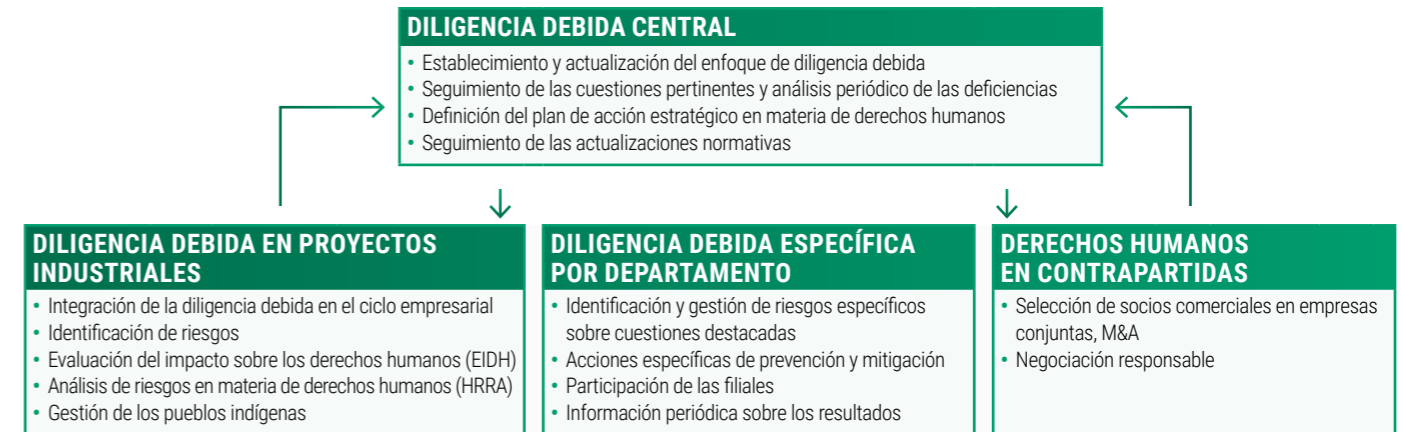 DILIGENCIA DEBIDA CENTRAL
• Establecimiento y actualización del enfoque de diligencia debida
• Seguimiento de las cuestiones pertinentes y análisis periódico de las deficiencias
• Definición del plan de acción estratégico en materia de derechos humanos
• Seguimiento de las actualizaciones normativas
DILIGENCIA DEBIDA EN PROYECTOS
INDUSTRIALES
• Integración de la diligencia debida en el ciclo empresarial
• Identificación de riesgos
• Evaluación del impacto sobre los derechos humanos (EIDH)
• Análisis de riesgos en materia de derechos humanos (HRRA)
• Gestión de los pueblos indígenas
DILIGENCIA DEBIDA ESPECÍFICA
POR DEPARTAMENTO
• Identificación y gestión de riesgos específicos
sobre cuestiones destacadas
• Acciones específicas de prevención y mitigación
• Participación de las filiales
• Información periódica sobre los resultados
DERECHOS HUMANOS
EN CONTRAPARTIDAS
• Selección de socios comerciales en empresas
conjuntas, M&A
• Negociación responsable